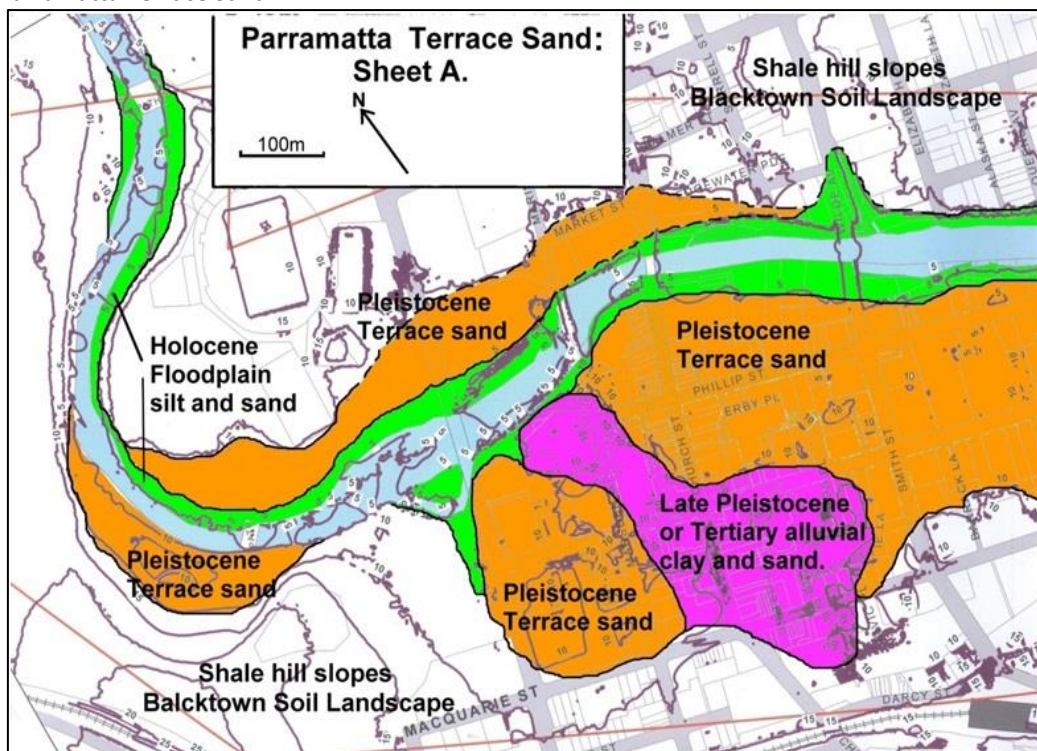 Parramatta Terrace Sand:
Sheet A.
N
100m
Shale hill slopes
Blacktown Soil Landscape
MARKET ST
Pleistocene
Terrace sand
Holocene
Floodplain
silt and sand
Pleistocene
Terrace sand
PHILLIP ST
ERBY PL
CHURCH ST
SMITH ST
Late Pleistocene
or Tertiary alluvial
clay and sand.
Pleistocene
Terrace sand
Pleistocene
Terrace sand
Shale hill slopes
Balcktown Soil Landscape
MACQUARIE ST
DARCY ST